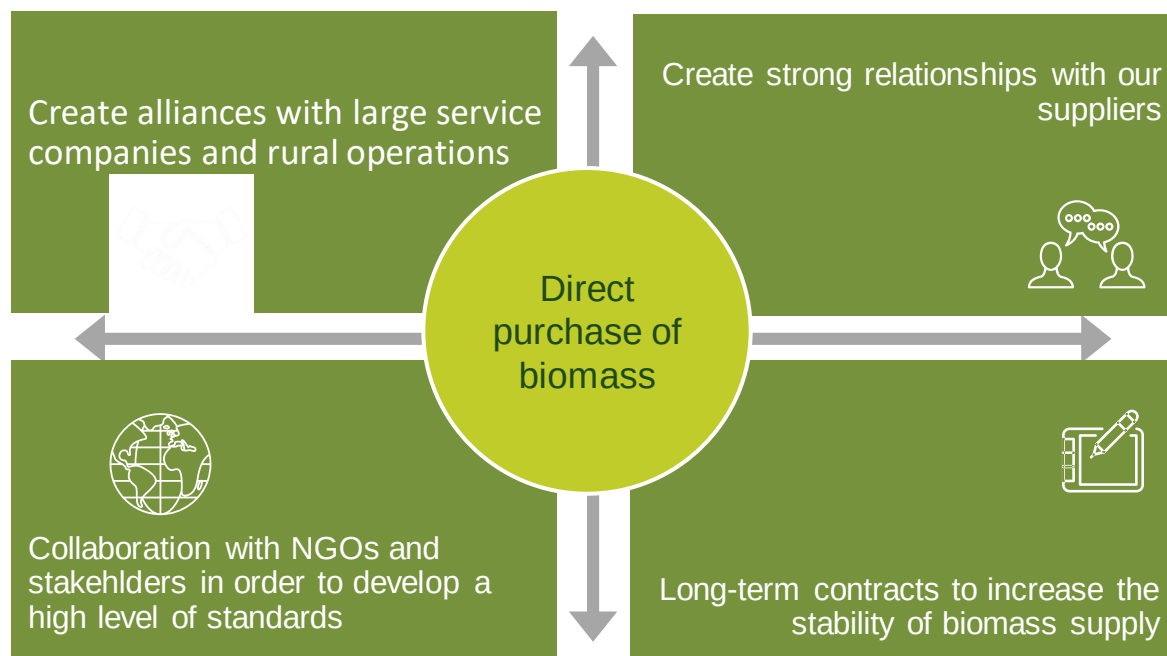 Create alliances with large service
companies and rural operations
Create strong relationships with our
suppliers
Direct
purchase of
biomass
Collaboration with NGOs and
stakehlders in order to develop a
high level of standards
Long-term contracts to increase the
stability of biomass supply